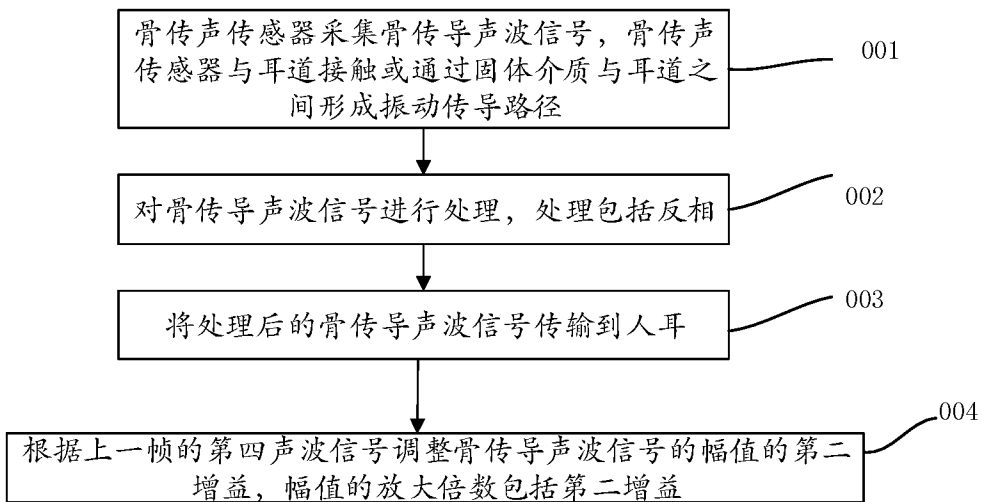 骨传声传感器采集骨传导声波信号，骨传声
传感器与耳道接触或通过固体介质与耳道之
间形成振动传导路径
001
对骨传导声波信号进行处理，处理包括反相
002
将处理后的骨传导声波信号传输到人耳
003
根据上一帧的第四声波信号调整骨传导声波信号的幅值的第二
增益，幅值的放大倍数包括第二增益
004